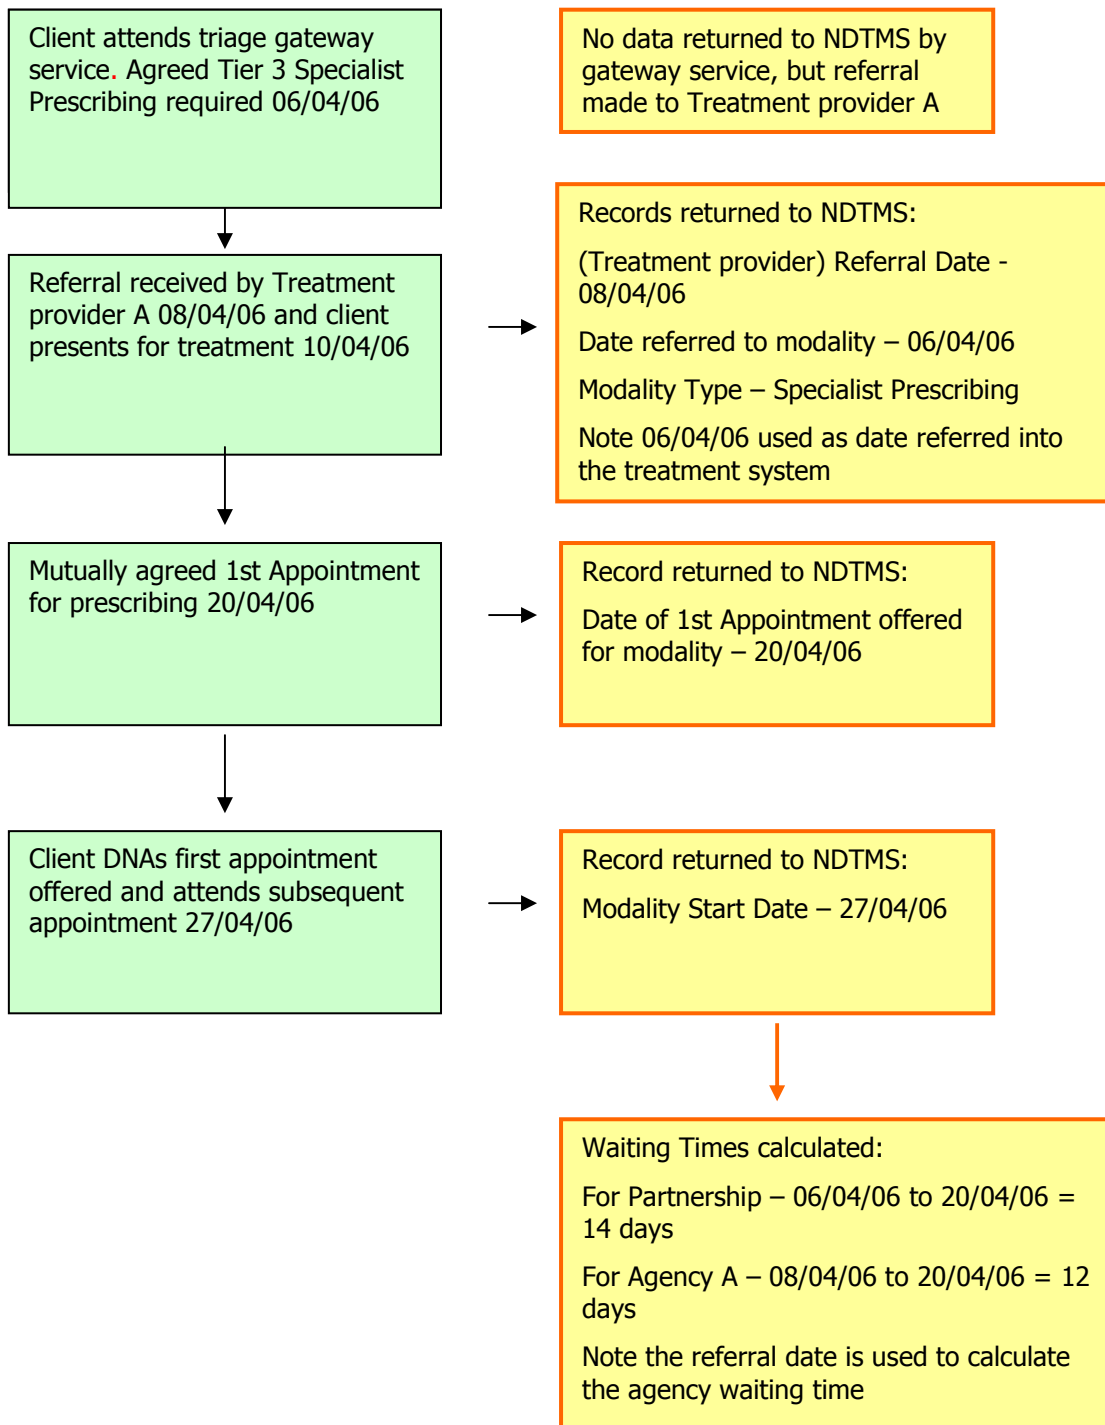 Client attends triage gateway
service. Agreed Tier 3 Specialist
Prescribing required 06/04/06
No data returned to NDTMS by
gateway service, but referral
made to Treatment provider A
Referral received by Treatment
provider A 08/04/06 and client
presents for treatment 10/04/06
Records returned to NDTMS:
(Treatment provider) Referral Date -
08/04/06
Date referred to modality – 06/04/06
Modality Type – Specialist Prescribing
Note 06/04/06 used as date referred into
the treatment system
Mutually agreed 1st Appointment
for prescribing 20/04/06
Record returned to NDTMS:
Date of 1st Appointment offered
for modality – 20/04/06
Client DNAs first appointment
offered and attends subsequent
appointment 27/04/06
Record returned to NDTMS:
Modality Start Date – 27/04/06
Waiting Times calculated:
For Partnership – 06/04/06 to 20/04/06 =
14 days
For Agency A – 08/04/06 to 20/04/06 = 12
days
Note the referral date is used to calculate
the agency waiting time